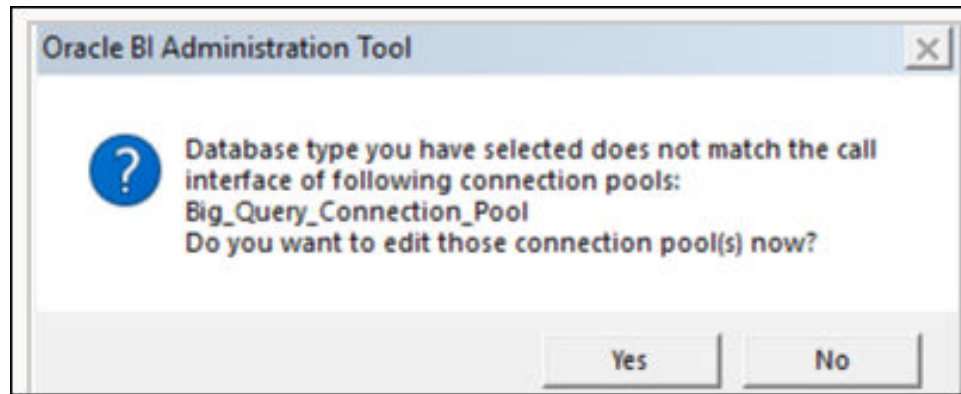 Oracle BI Administration Tool
?
Database type you have selected does not match the call
interface of following connection pools:
Big_Query_Connection_Pool
Do you want to edit those connection pool(s) now?
Yes No